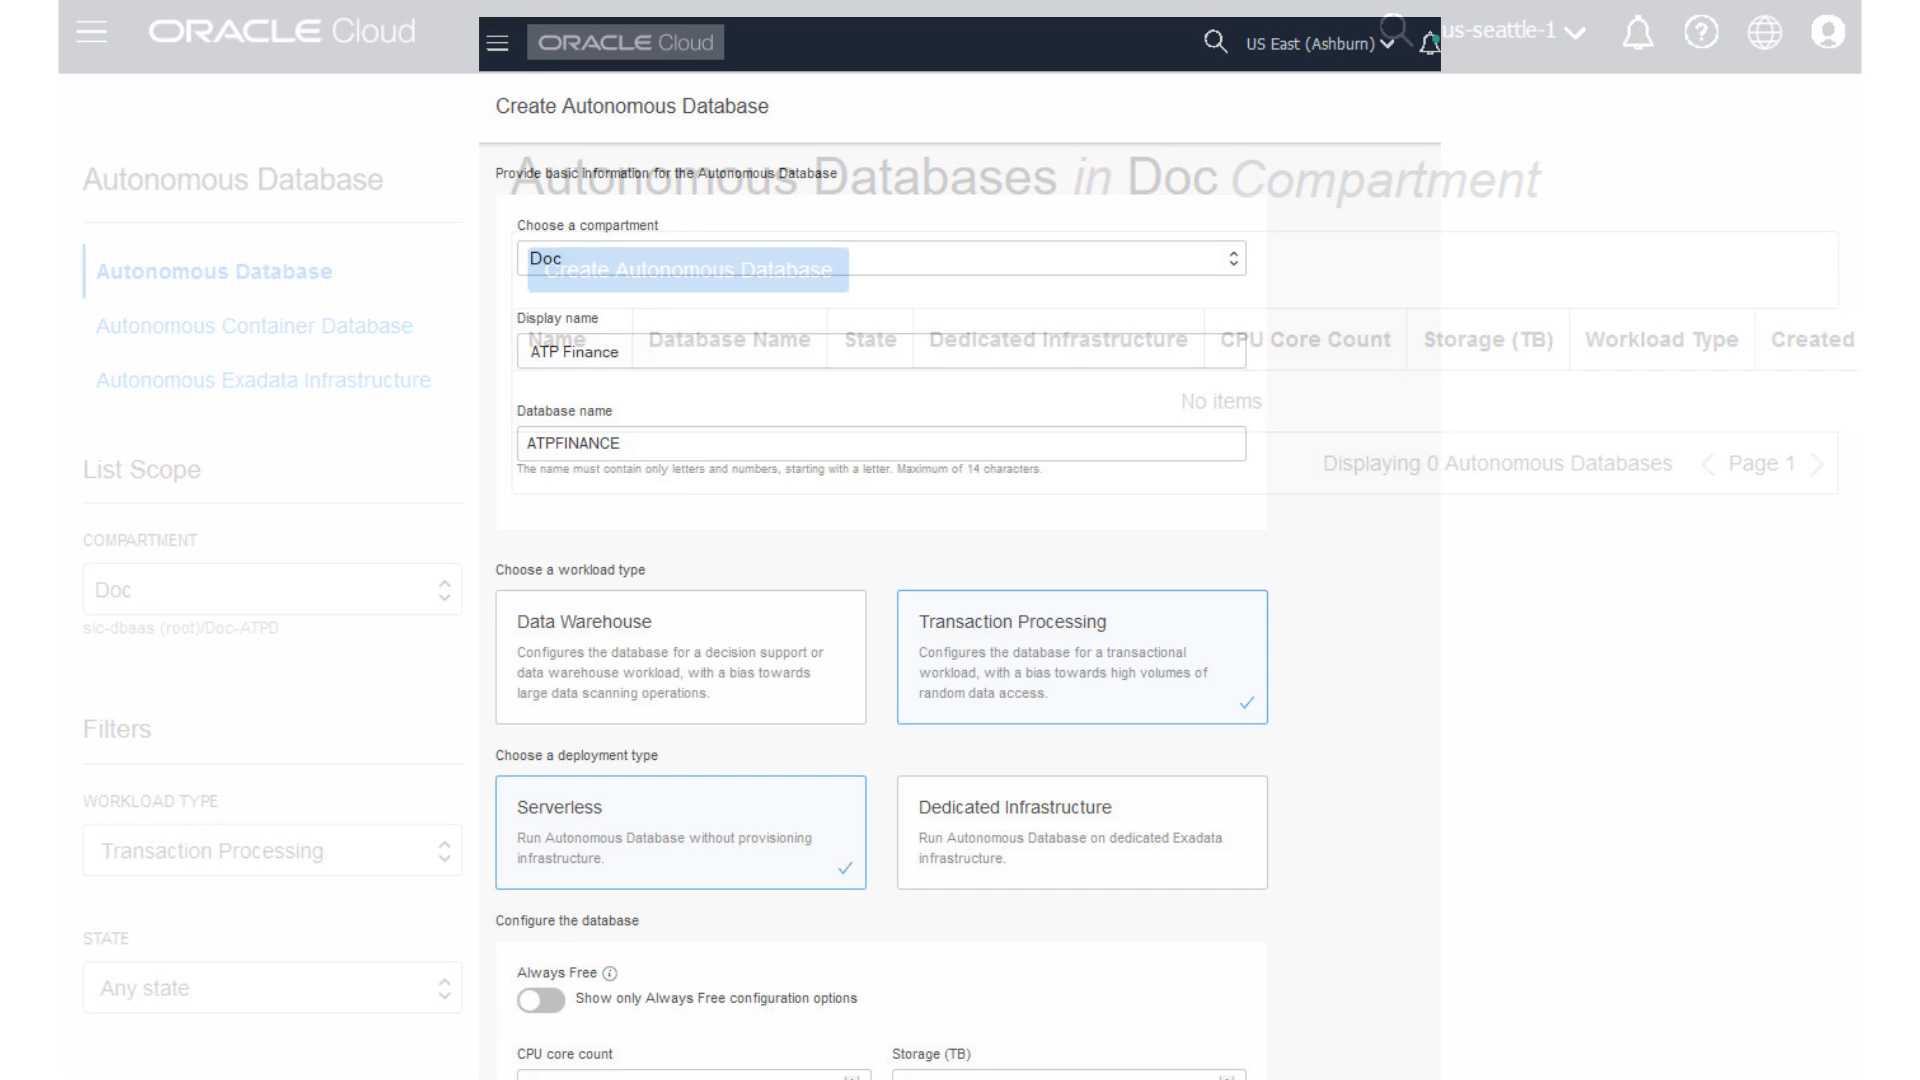 ORACLE Cloud
us-seattle-1
ORACLE Cloud
US East (Ashburn)
Create Autonomous Database
Autonomous Database
Autonomous Database
Autonomous Container Database
Autonomous Exadata Infrastructure
List Scope
COMPARTMENT
Doc
sic-dbaas (root)/Doc-ATPD
Filters
WORKLOAD TYPE
Transaction Processing
STATE
Any state
Autonomous Databases in Doc Compartment
Create Autonomous Database
Name Database Name State Dedicated Infrastructure CPU Core Count Storage (TB) Workload Type Created
No items
Displaying 0 Autonomous Databases Page 1
Provide basic information for the Autonomous Database
Choose a compartment
Doc
Display name
ATP Finance
Database name
ATPFINANCE
The name must contain only letters and numbers, starting with a letter. Maximum of 14 characters.
Choose a workload type
Data Warehouse
Configures the database for a decision support or
data warehouse workload, with a bias towards
large data scanning operations.
Transaction Processing
Configures the database for a transactional
workload, with a bias towards high volumes of
random data access.
Choose a deployment type
Serverless
Run Autonomous Database without provisioning
infrastructure.
Dedicated Infrastructure
Run Autonomous Database on dedicated Exadata
infrastructure.
Configure the database
Always Free
Show only Always Free configuration options
CPU core count
Storage (TB)